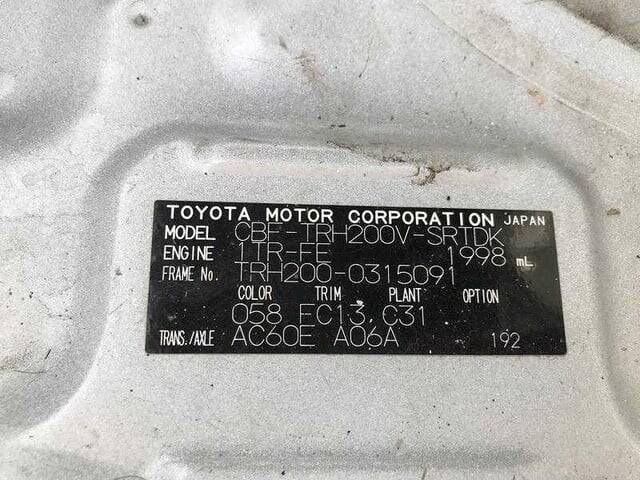 TOYOTA MOTOR CORPORATION JAPAN
MODEL CBF-TRH200V-SRTDK
ENGINE 1TR-FE 1998 mL
FRAME No. TRH200-0315091
COLOR TRIM PLANT OPTION
058 FC13, C31
TRANS./AXLE AC60E A06A 192